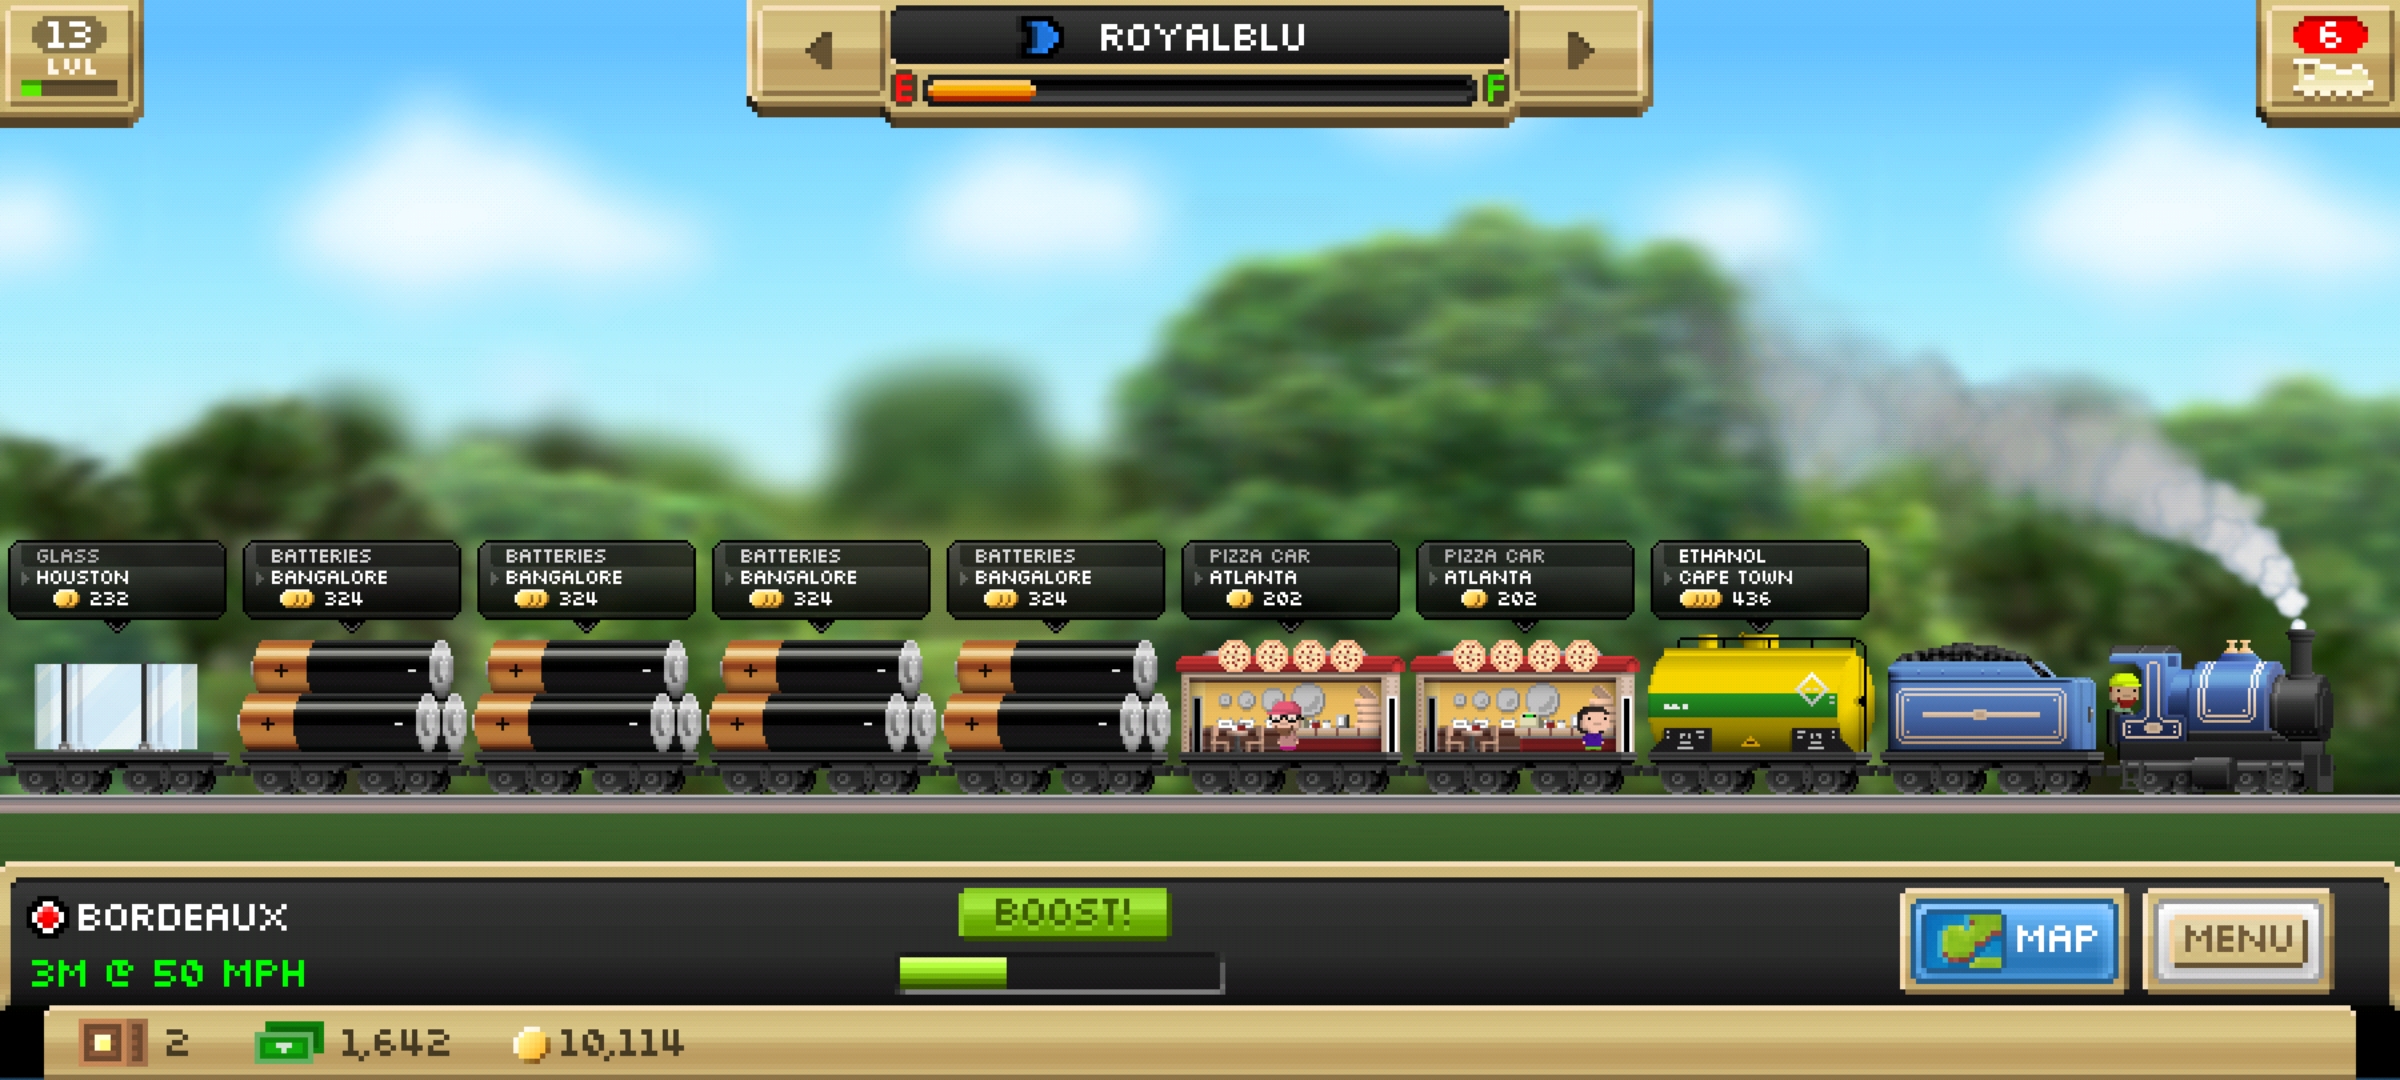 13
LVL
ROYALBLU
E
F
6
GLASS
HOUSTON
232
BATTERIES
BANGALORE
324
BATTERIES
BANGALORE
324
BATTERIES
BANGALORE
324
BATTERIES
BANGALORE
324
PIZZA CAR
ATLANTA
202
PIZZA CAR
ATLANTA
202
ETHANOL
CAPE TOWN
436
BORDEAUX
3M @ 50 MPH
BOOST!
MAP
MENU
2
1,642
10,114